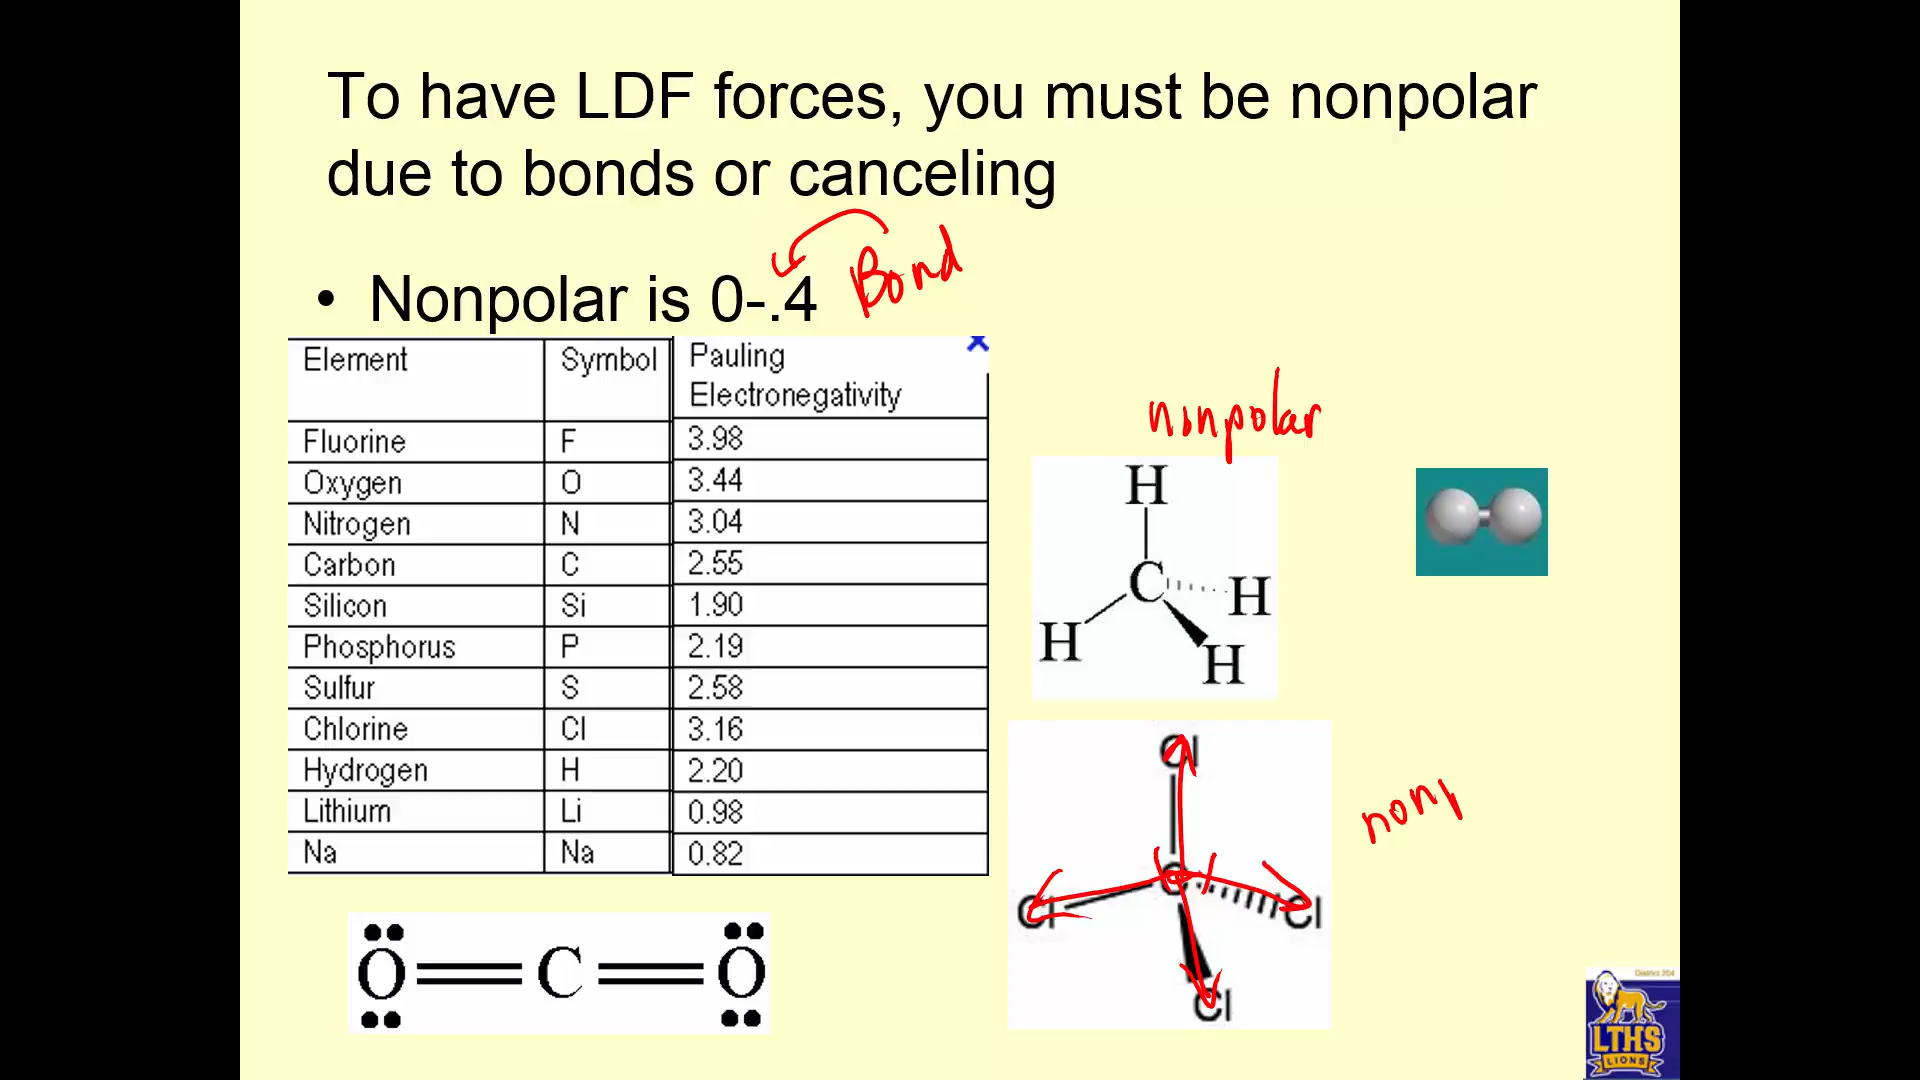 To have LDF forces, you must be nonpolar
due to bonds or canceling
• Nonpolar is 0-.4
Bond
Element Symbol Pauling Electronegativity
Fluorine F 3.98
Oxygen O 3.44
Nitrogen N 3.04
Carbon C 2.55
Silicon Si 1.90
Phosphorus P 2.19
Sulfur S 2.58
Chlorine Cl 3.16
Hydrogen H 2.20
Lithium Li 0.98
Na Na 0.82
nonpolar
H
C H
H
H
Cl
C
Cl Cl
Cl
nonp
O C O
District 204
LTHS
LIONS